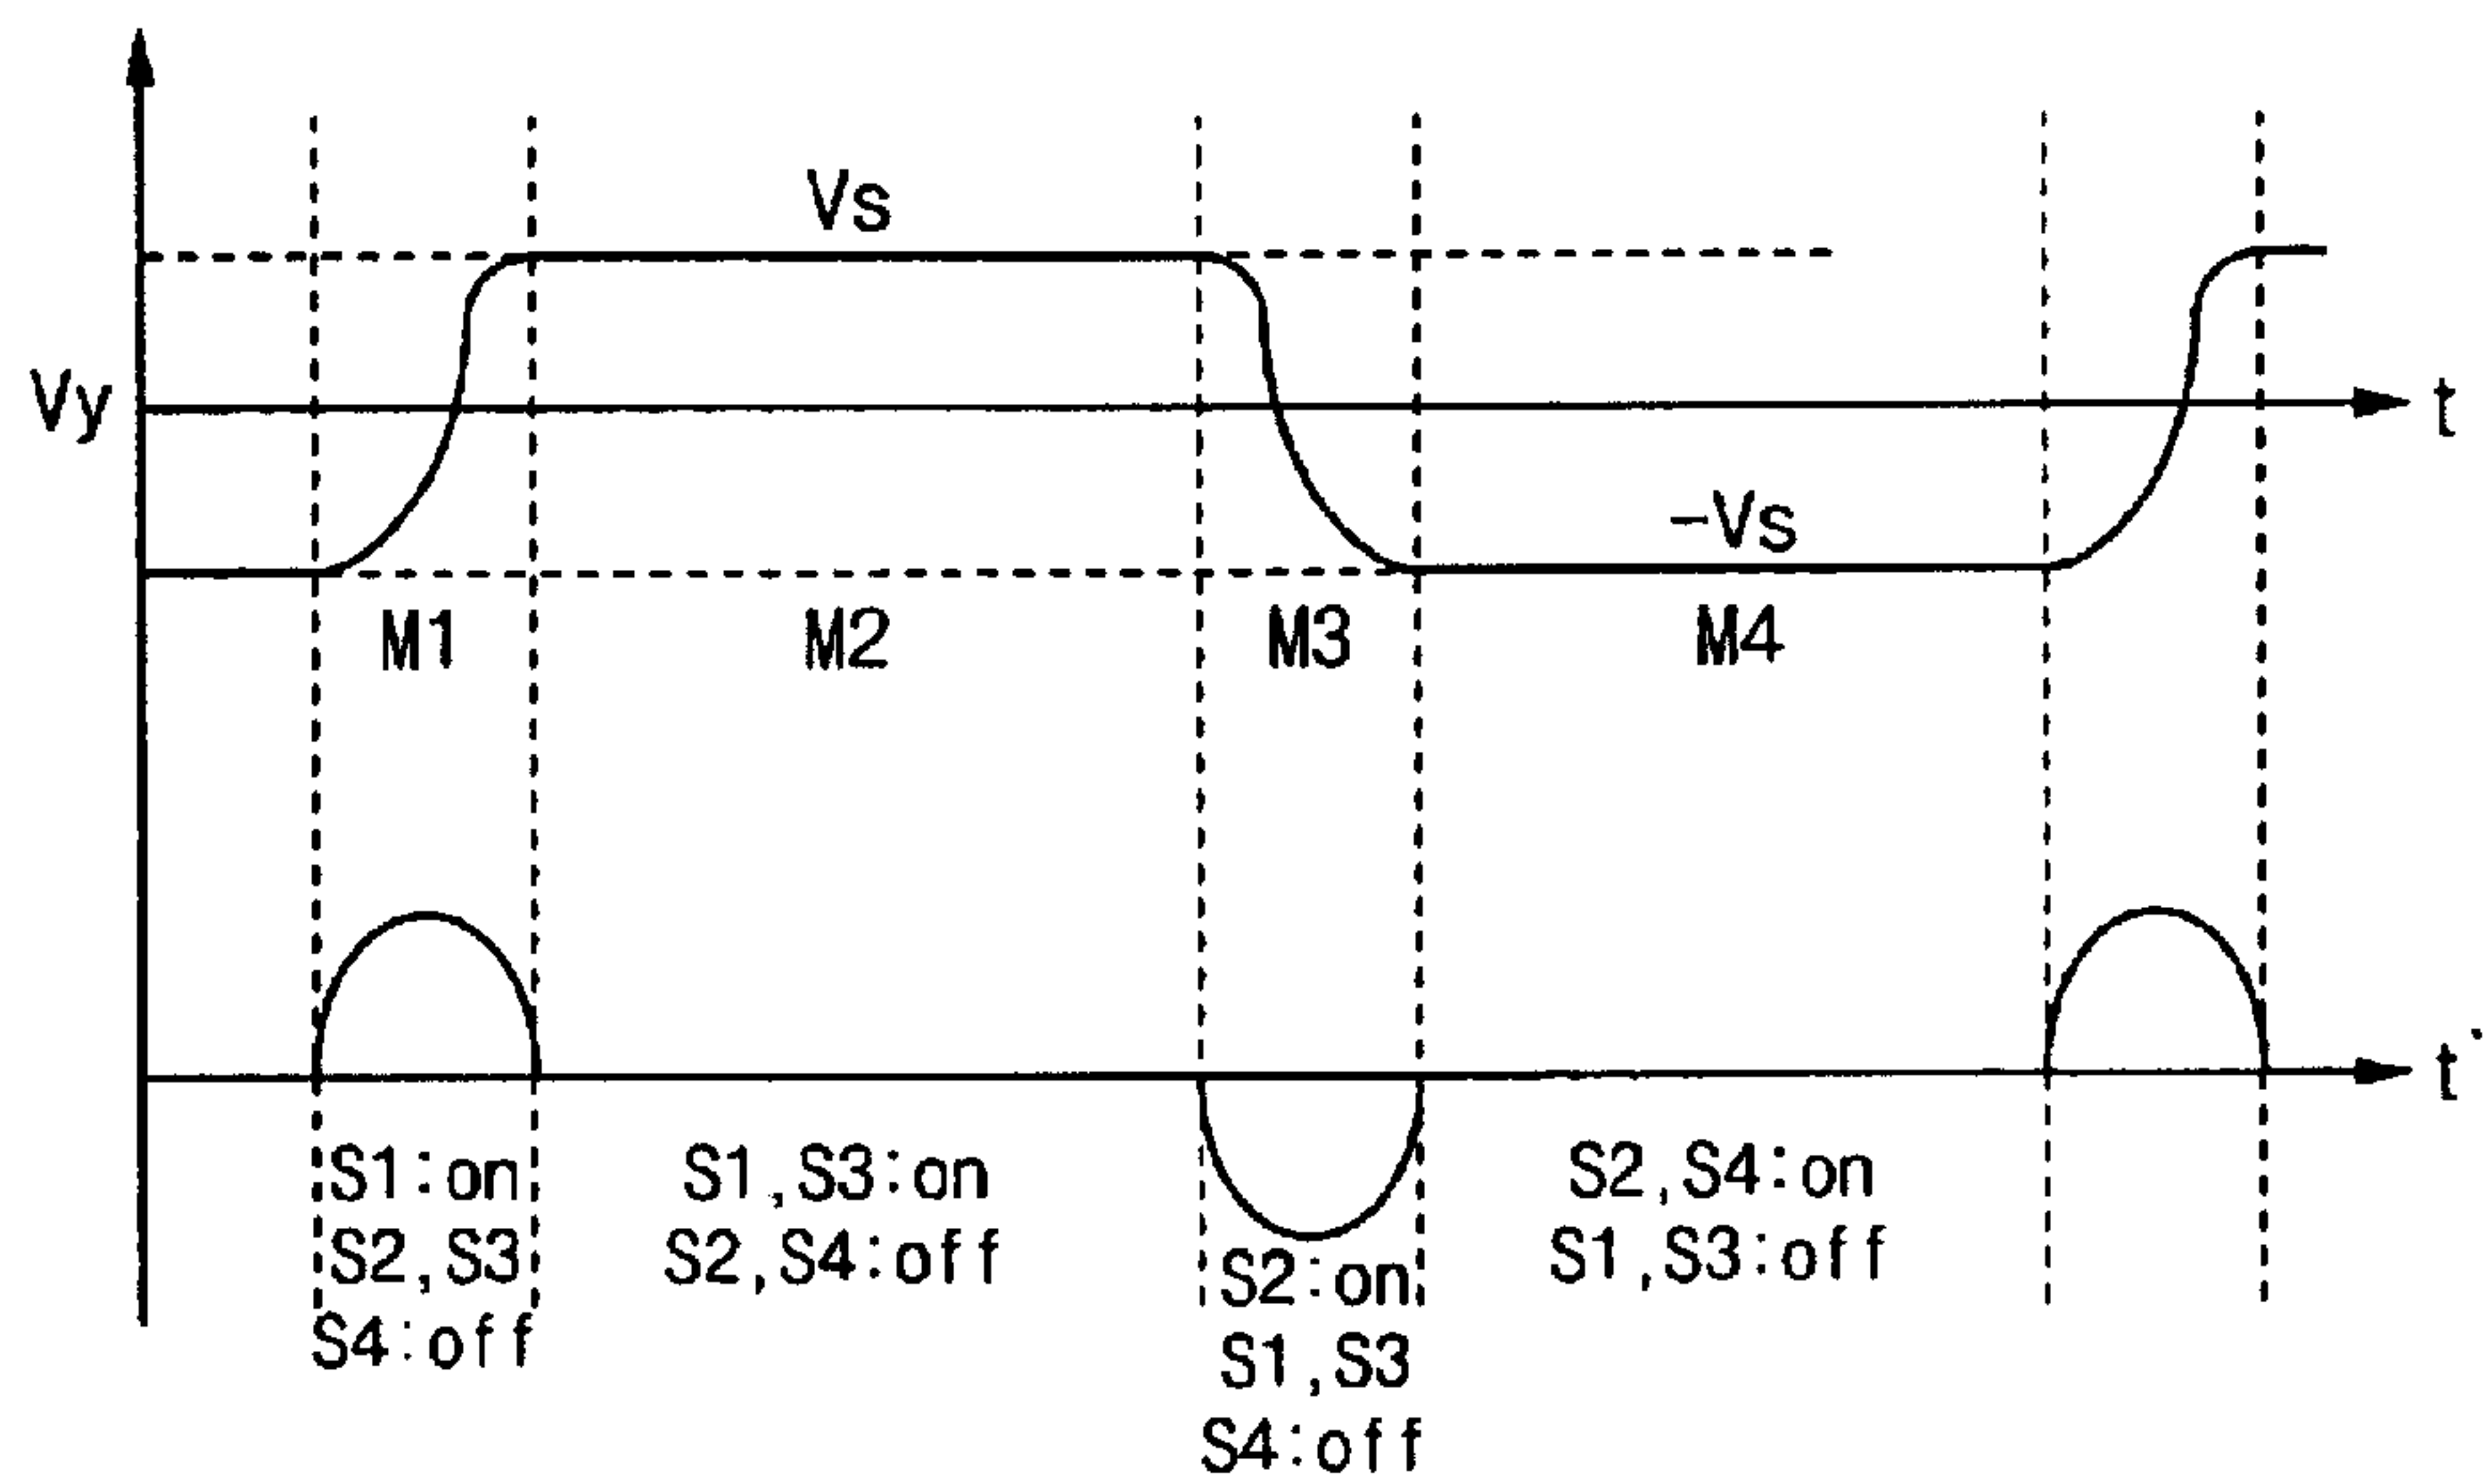 Vs
Vy
t
-Vs
M1
M2
M3
M4
t
S1:on
S2,S3
S4:off
S1,S3:on
S2,S4:off
S2:on
S1,S3
S4:off
S2,S4:on
S1,S3:off